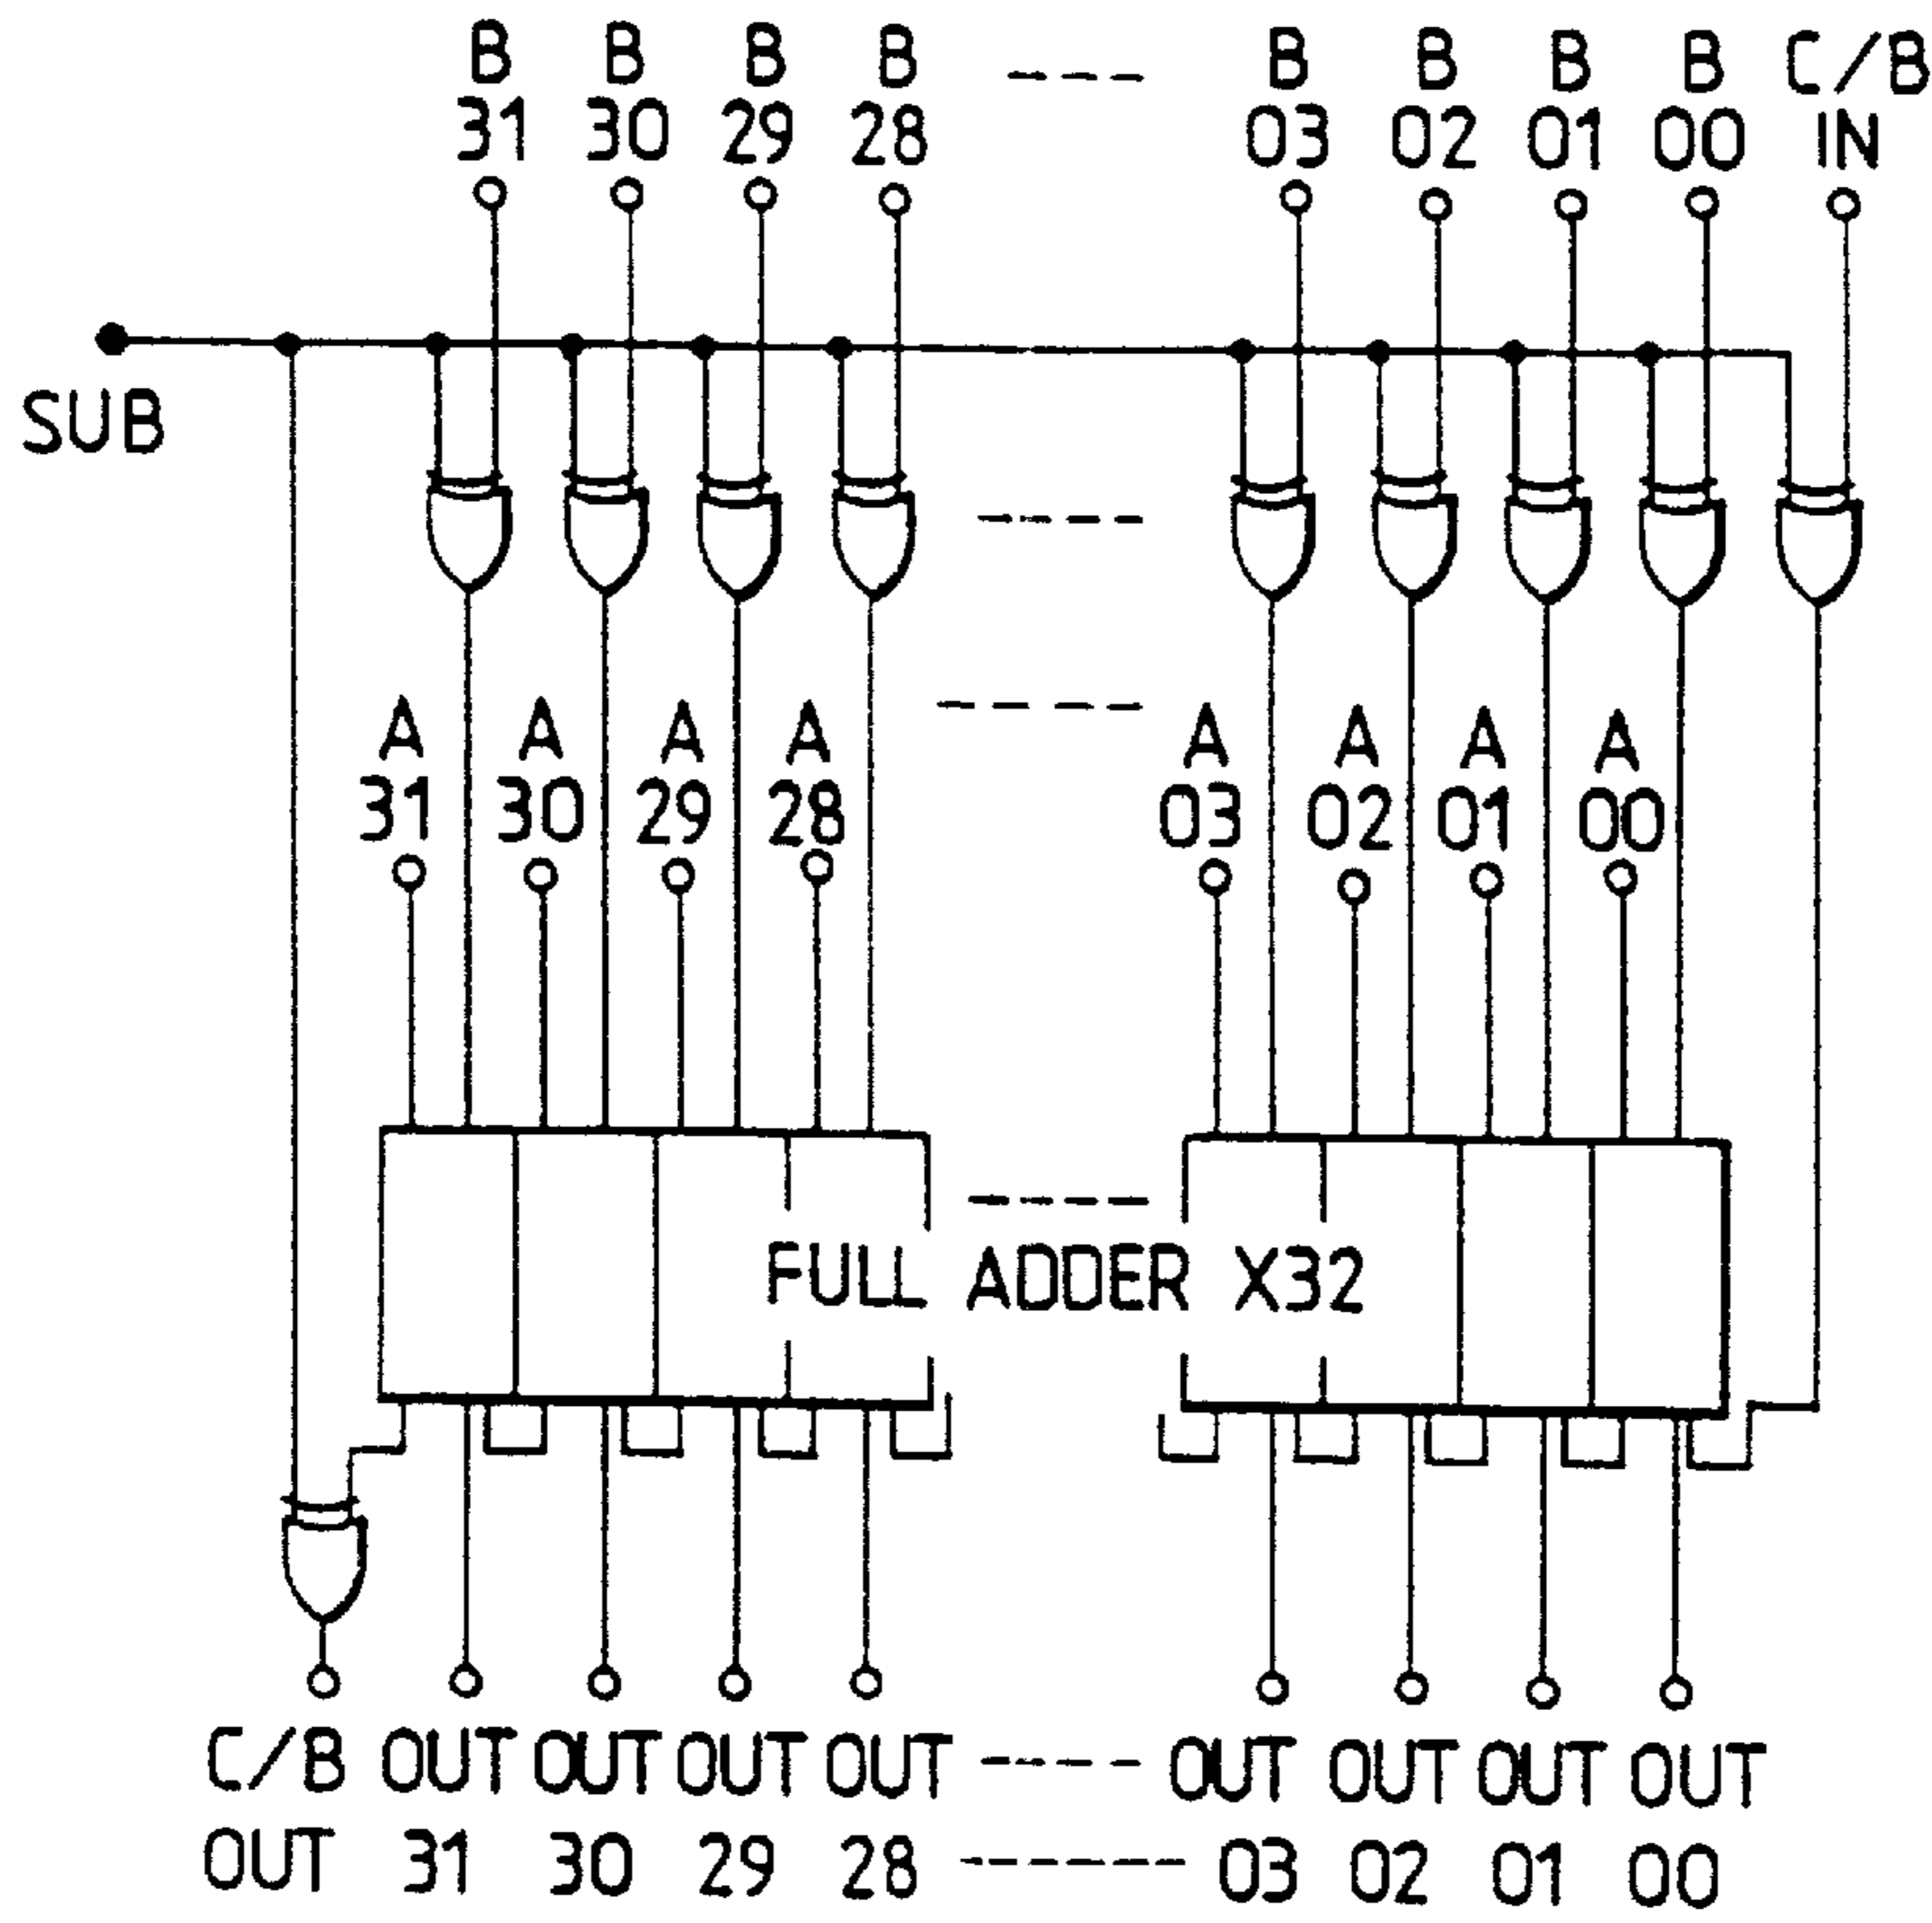 B B B B ---- B B B B C/B
31 30 29 28 03 02 01 00 IN
SUB
A A A A ---- A A A A
31 30 29 28 03 02 01 00
FULL ADDER X32
C/B OUT OUT OUT OUT ---- OUT OUT OUT OUT
OUT 31 30 29 28 ------ 03 02 01 00